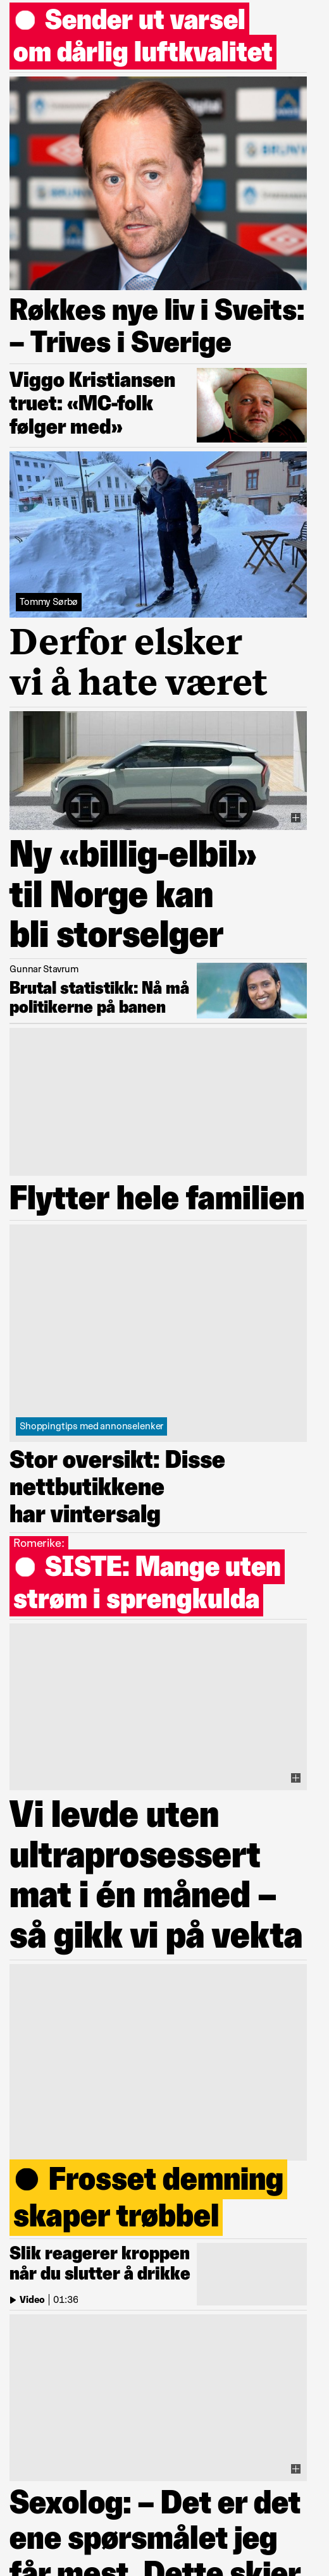 Sender ut varsel
om dårlig luftkvalitet
Røkkes nye liv i Sveits:
– Trives i Sverige
Viggo Kristiansen
truet: «MC-folk
følger med»
Tommy Sørbø
Derfor elsker
vi å hate været
Ny «billig-elbil»
til Norge kan
bli storselger
Gunnar Stavrum
Brutal statistikk: Nå må
politikerne på banen
Flytter hele familien
Shoppingtips med annonselenker
Stor oversikt: Disse
nettbutikkene
har vintersalg
Romerike:
SISTE: Mange uten
strøm i sprengkulda
Vi levde uten
ultraprosessert
mat i én måned –
så gikk vi på vekta
Frosset demning
skaper trøbbel
Slik reagerer kroppen
når du slutter å drikke
Video | 01:36
Sexolog: – Det er det
ene spørsmålet jeg
får mest. Dette skjer